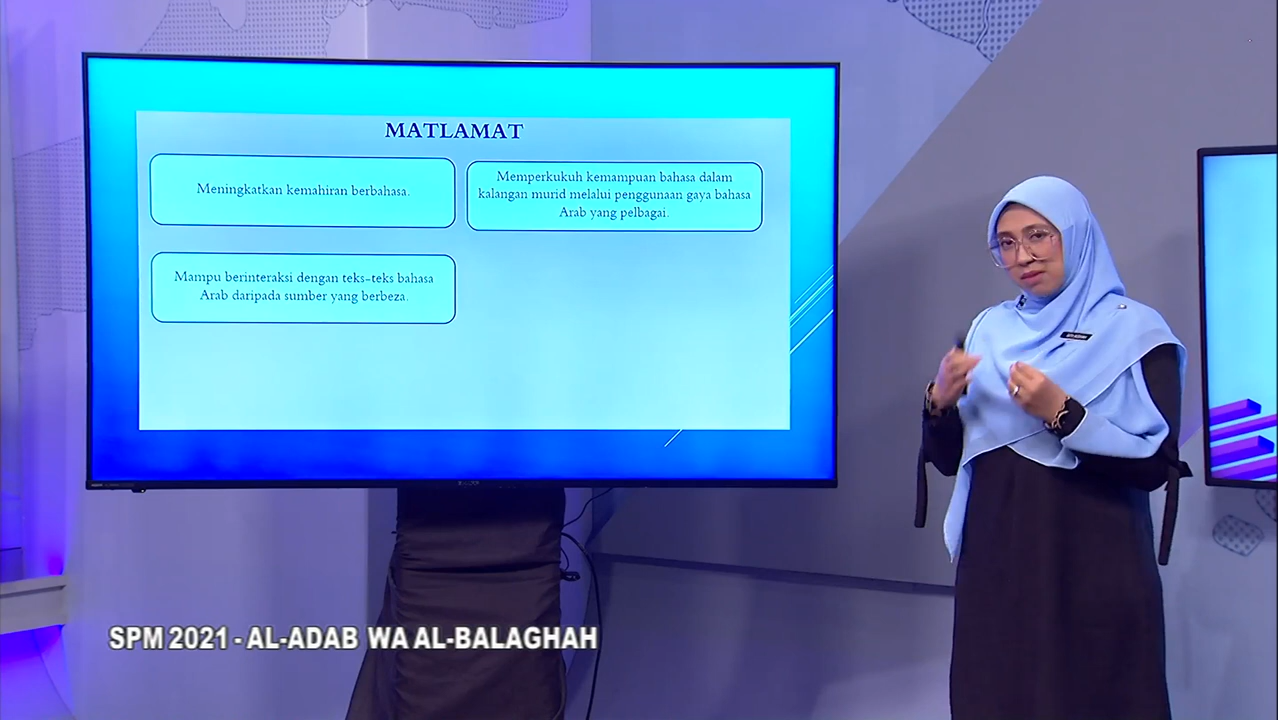 MATLAMAT
Meningkatkan kemahiran berbahasa.
Memperkukuh kemampuan bahasa dalam
kalangan murid melalui penggunaan gaya bahasa
Arab yang pelbagai.
Mampu berinteraksi dengan teks-teks bahasa
Arab daripada sumber yang berbeza.
SPM 2021 - AL-ADAB WA AL-BALAGHAH